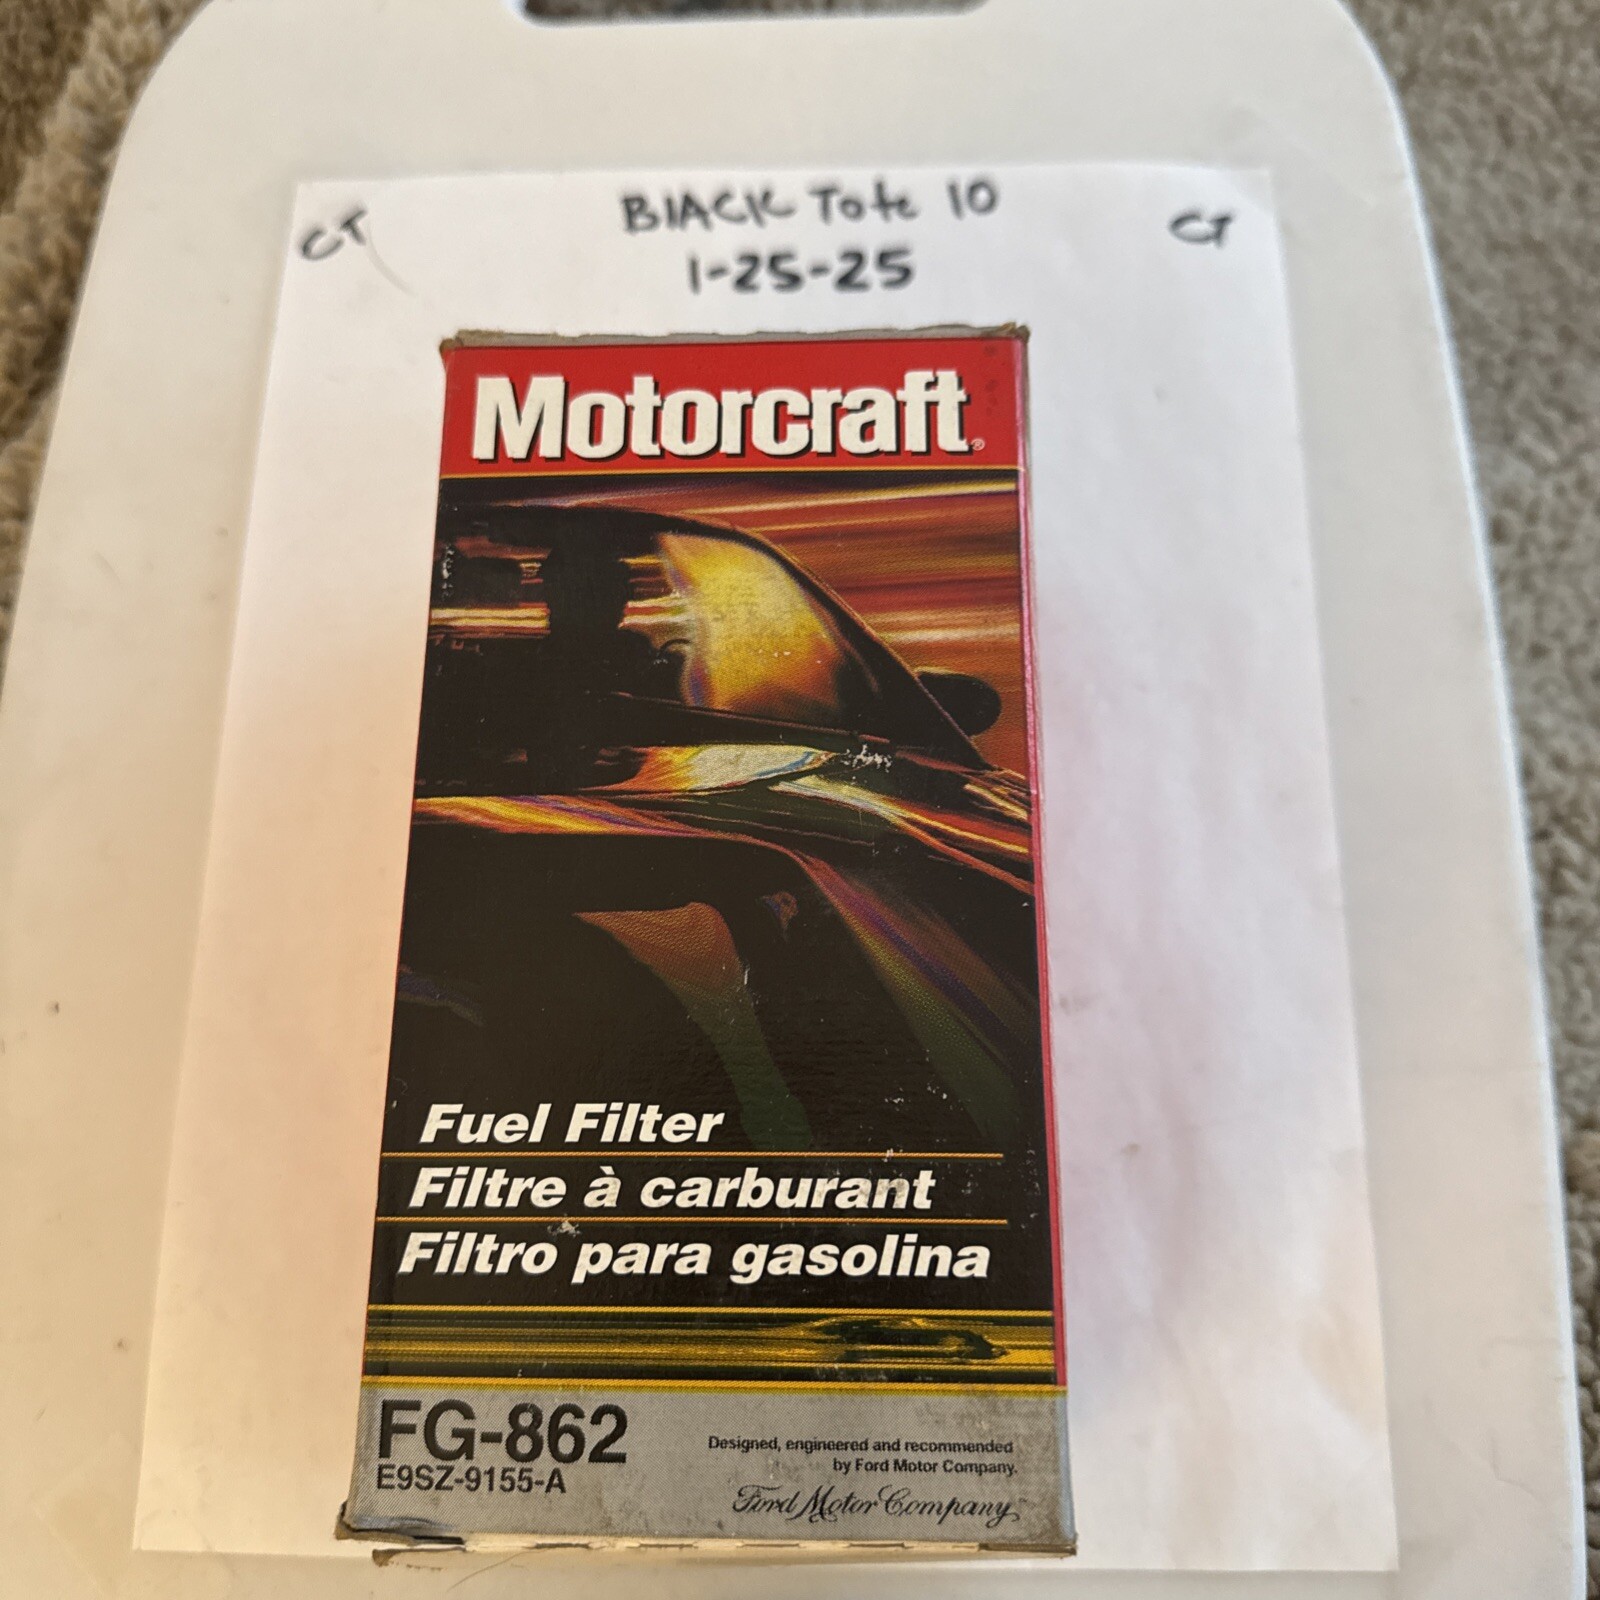 CT
BlACK Tote 10
CT
1-25-25
Motorcraft®
Fuel Filter
Filtre à carburant
Filtro para gasolina
FG-862
E9SZ-9155-A
Designed, engineered and recommended
by Ford Motor Company.
Ford Motor Company